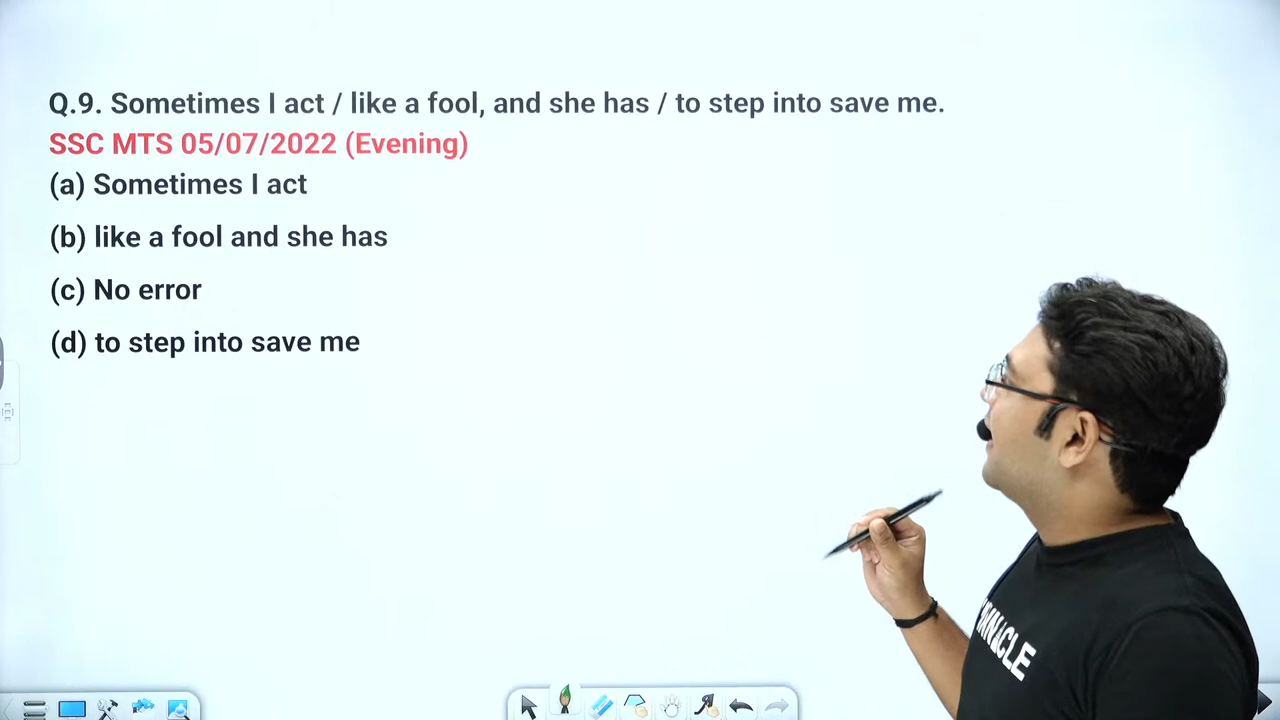 Q.9. Sometimes I act / like a fool, and she has / to step into save me.
SSC MTS 05/07/2022 (Evening)
(a) Sometimes I act
(b) like a fool and she has
(c) No error
(d) to step into save me